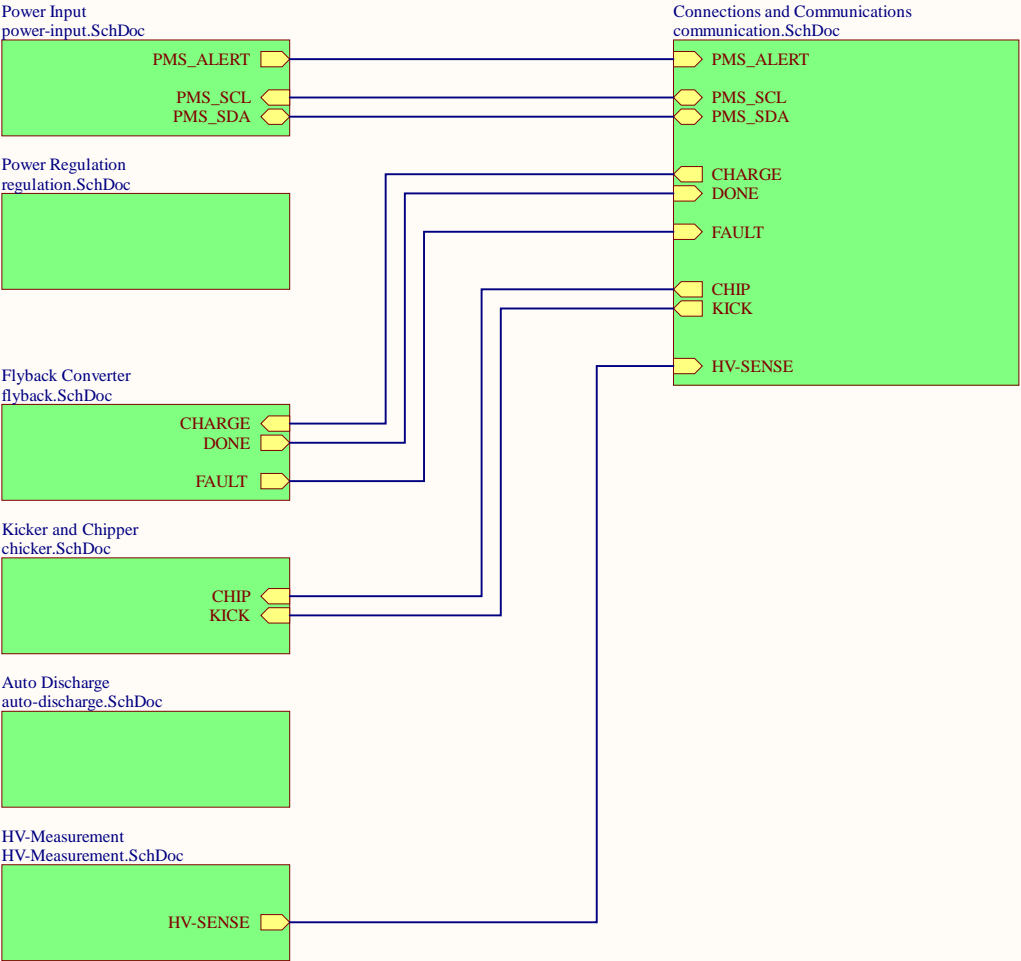 Power Input
power-input.SchDoc
PMS_ALERT
PMS_SCL
PMS_SDA
Power Regulation
regulation.SchDoc
Flyback Converter
flyback.SchDoc
CHARGE
DONE
FAULT
Kicker and Chipper
chicker.SchDoc
CHIP
KICK
Auto Discharge
auto-discharge.SchDoc
HV-Measurement
HV-Measurement.SchDoc
HV-SENSE
Connections and Communications
communication.SchDoc
PMS_ALERT
PMS_SCL
PMS_SDA
CHARGE
DONE
FAULT
CHIP
KICK
HV-SENSE